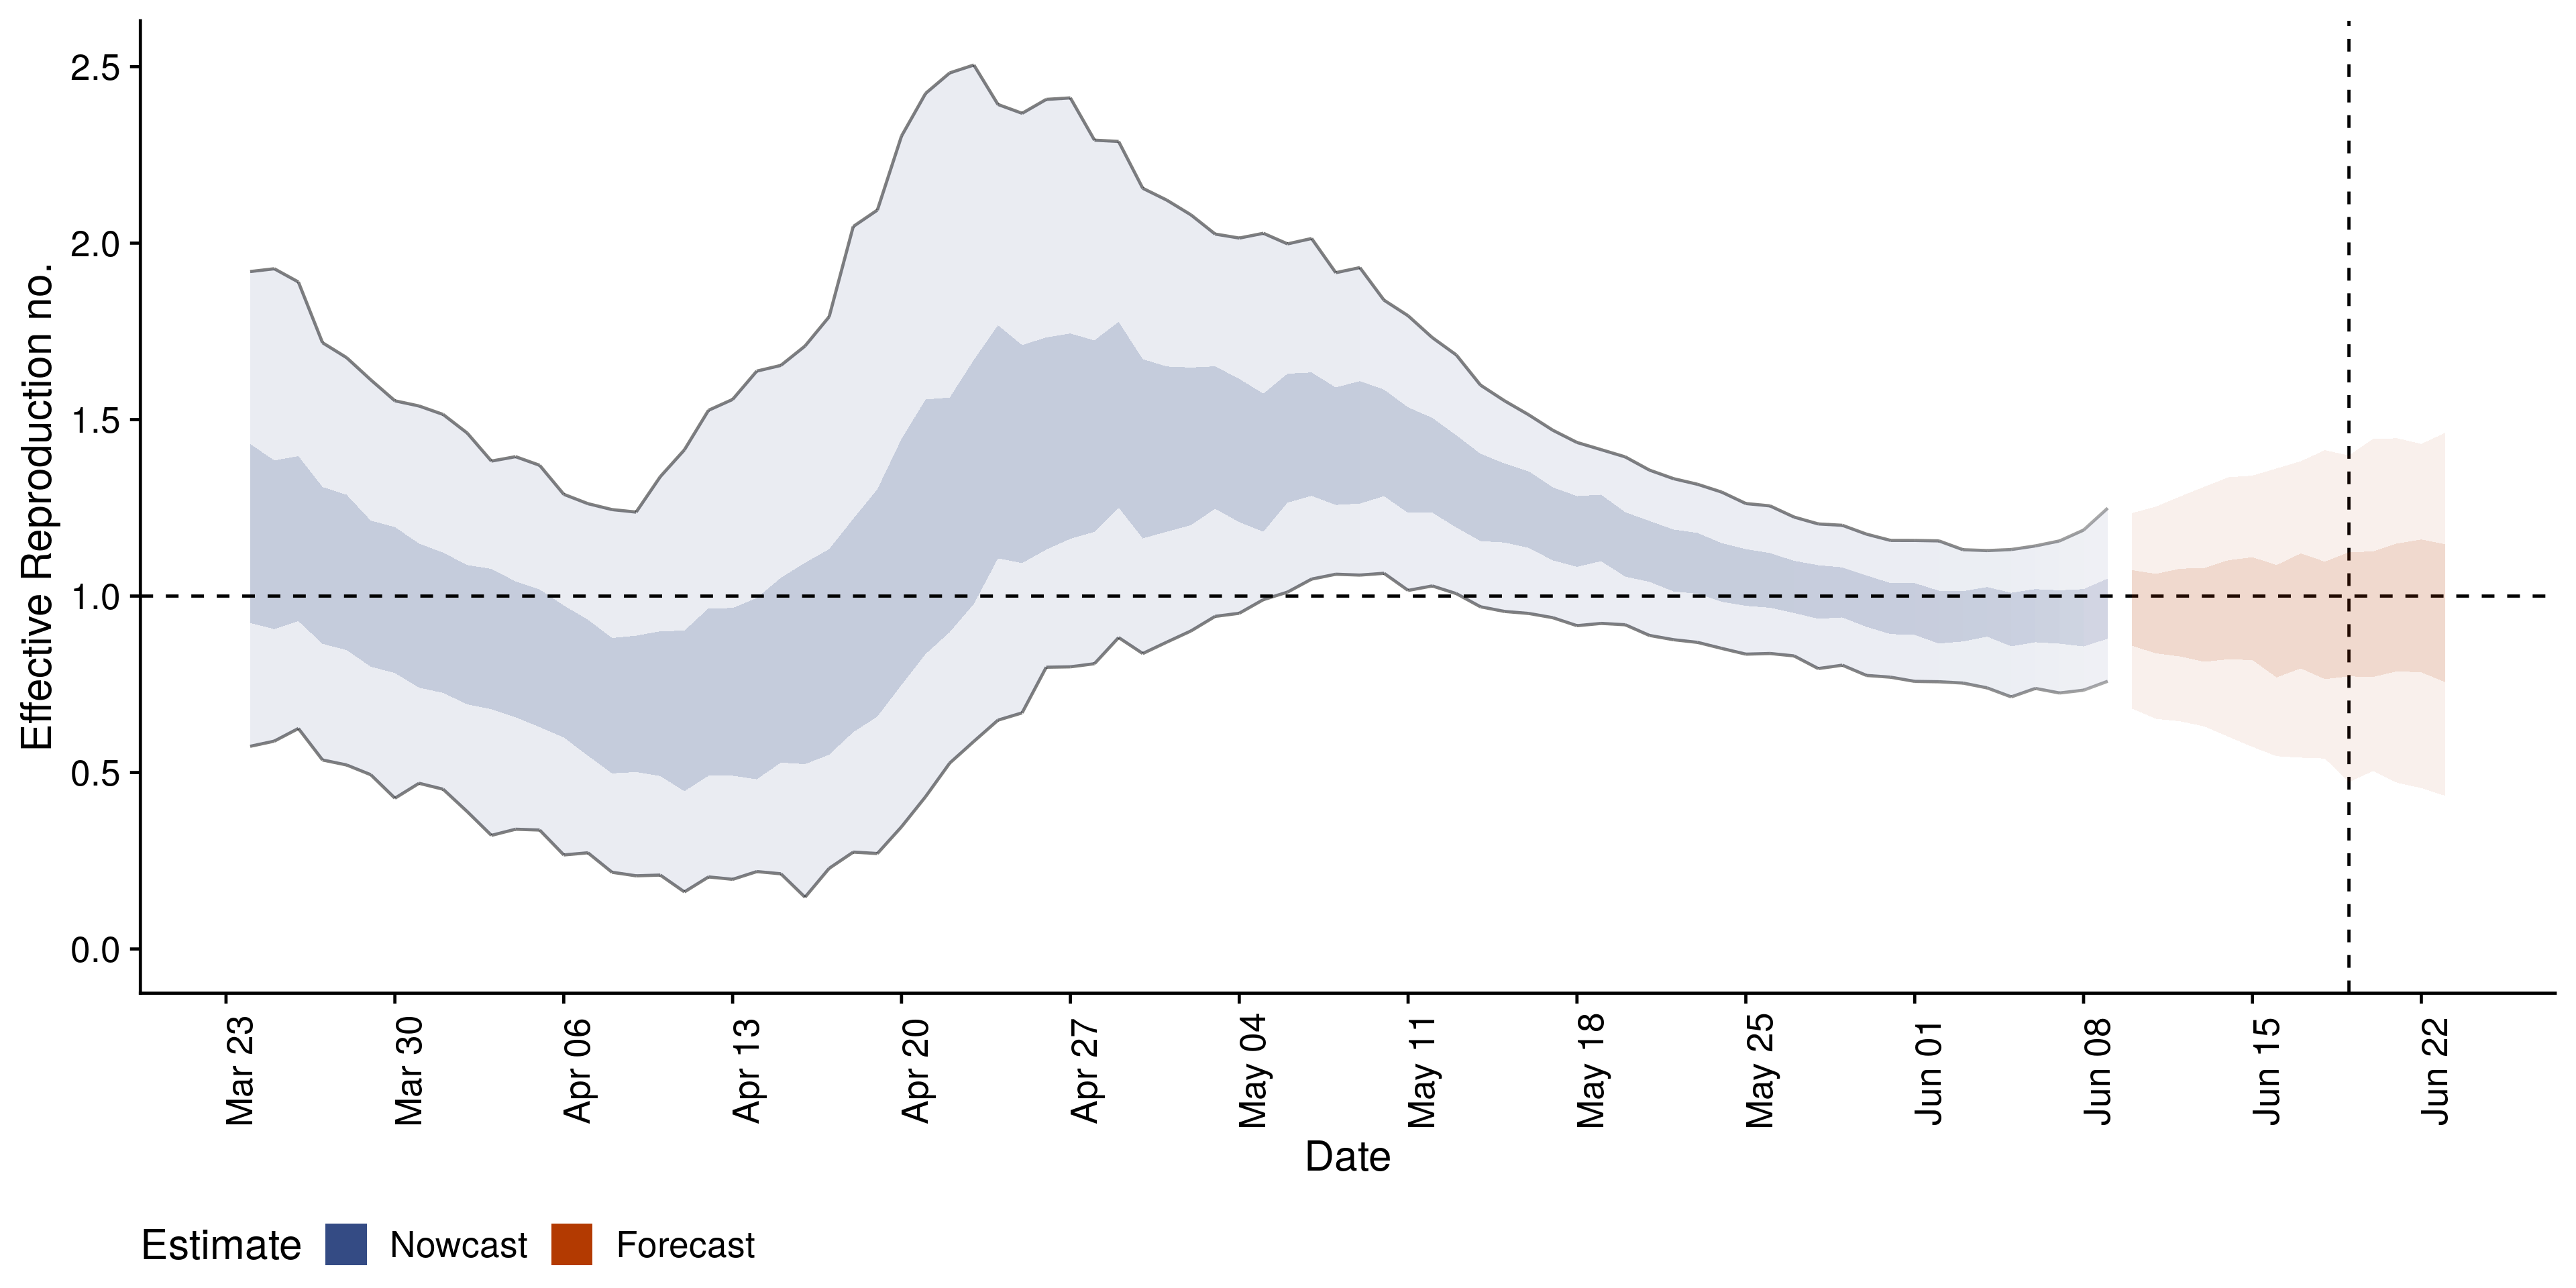 Effective Reproduction no.
2.5
2.0
1.5
1.0
0.5
0.0
Mar 23
Mar 30
Apr 06
Apr 13
Apr 20
Apr 27
May 04
May 11
May 18
May 25
Jun 01
Jun 08
Jun 15
Jun 22
Date
Estimate Nowcast Forecast